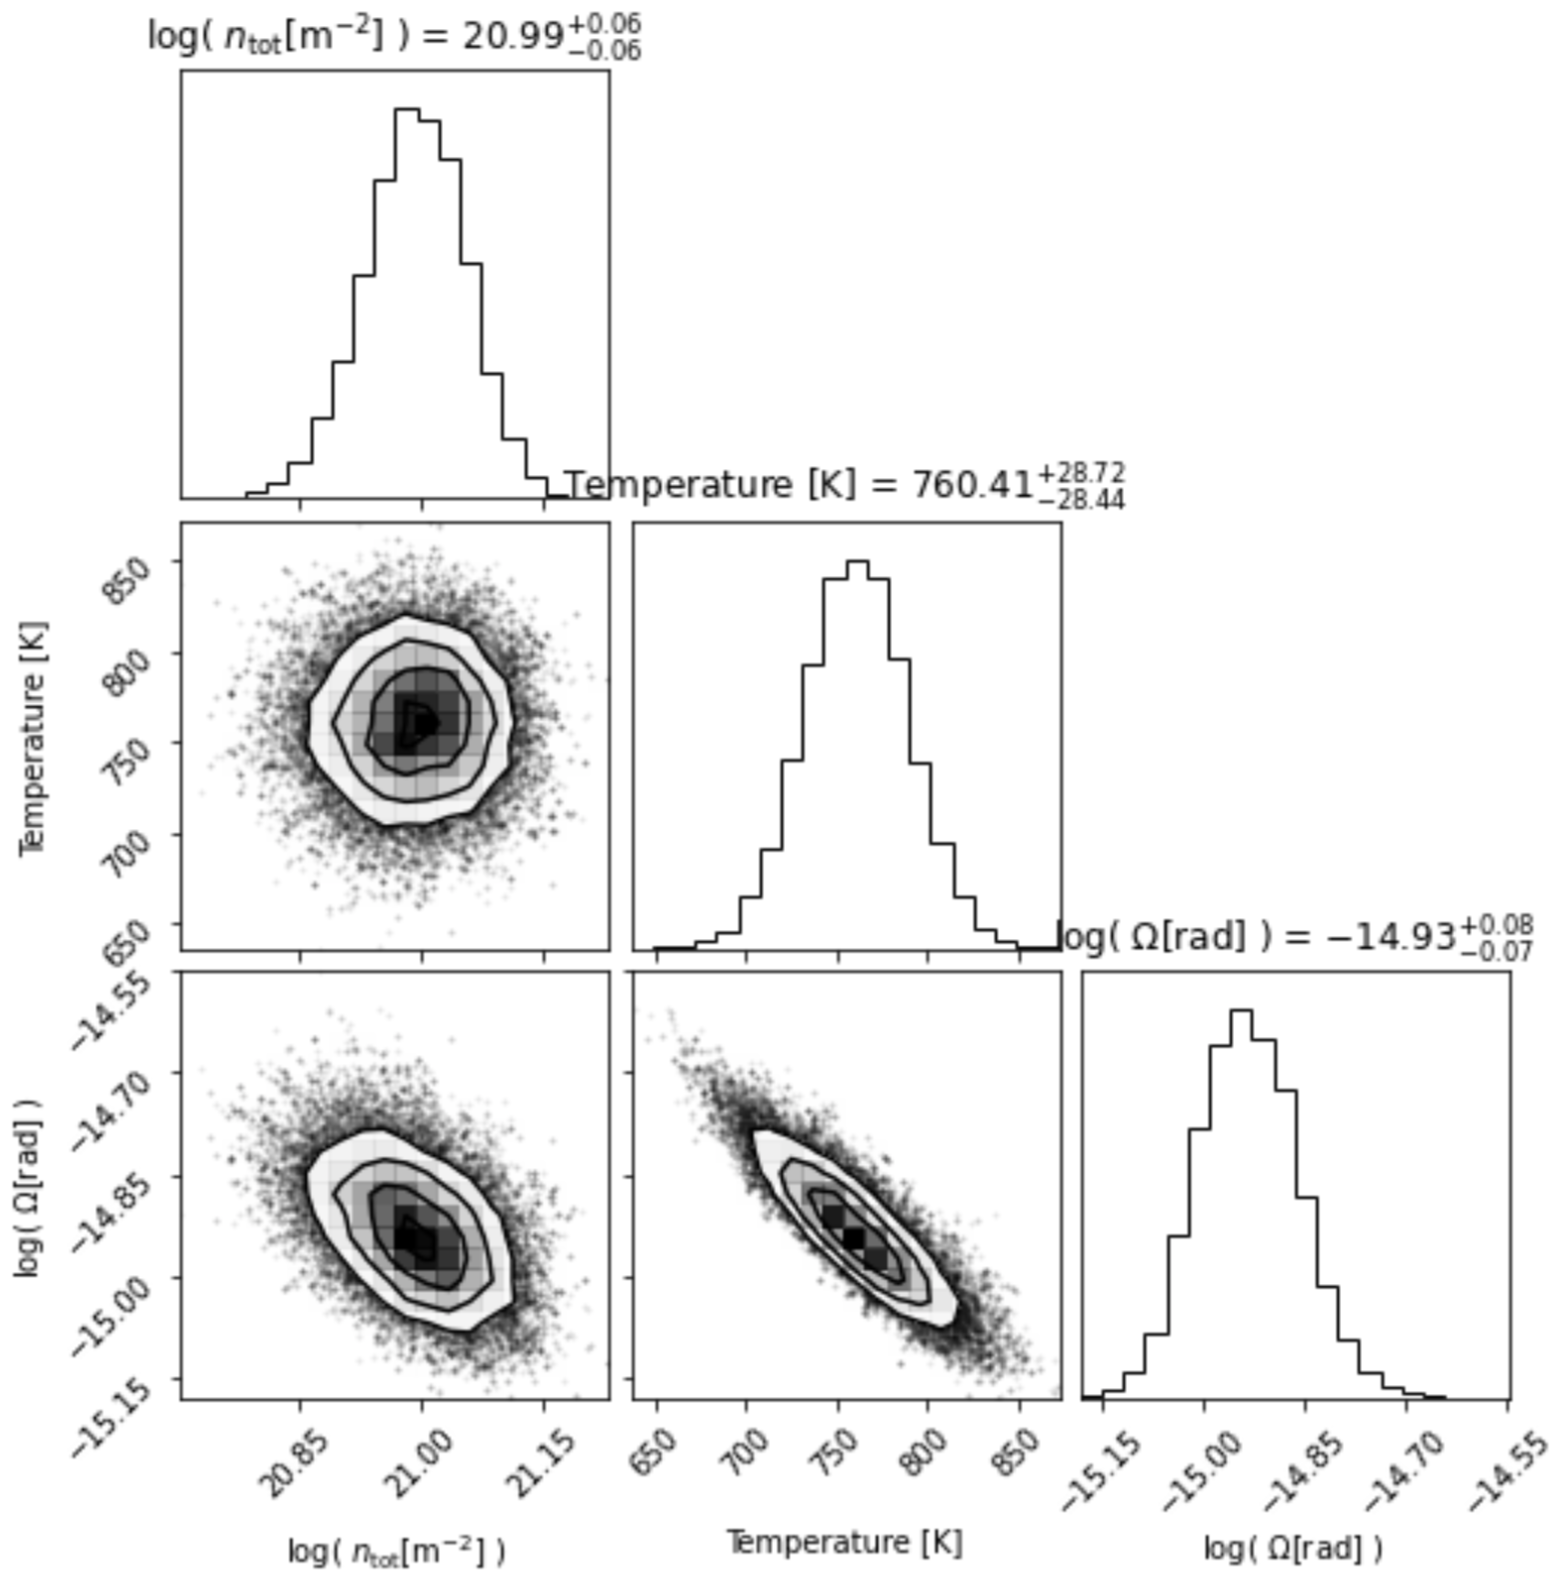 log( n_tot[m⁻²] ) = 20.99 +0.06 −0.06
Temperature [K] = 760.41 +28.72 −28.44
Temperature [K]
850
800
750
700
650
log( Ω[rad] ) = −14.93 +0.08 −0.07
log( Ω[rad] )
−14.55
−14.70
−14.85
−15.00
−15.15
20.85 21.00 21.15
650 700 750 800 850
−15.15 −15.00 −14.85 −14.70 −14.55
log( n_tot[m⁻²] )
Temperature [K]
log( Ω[rad] )